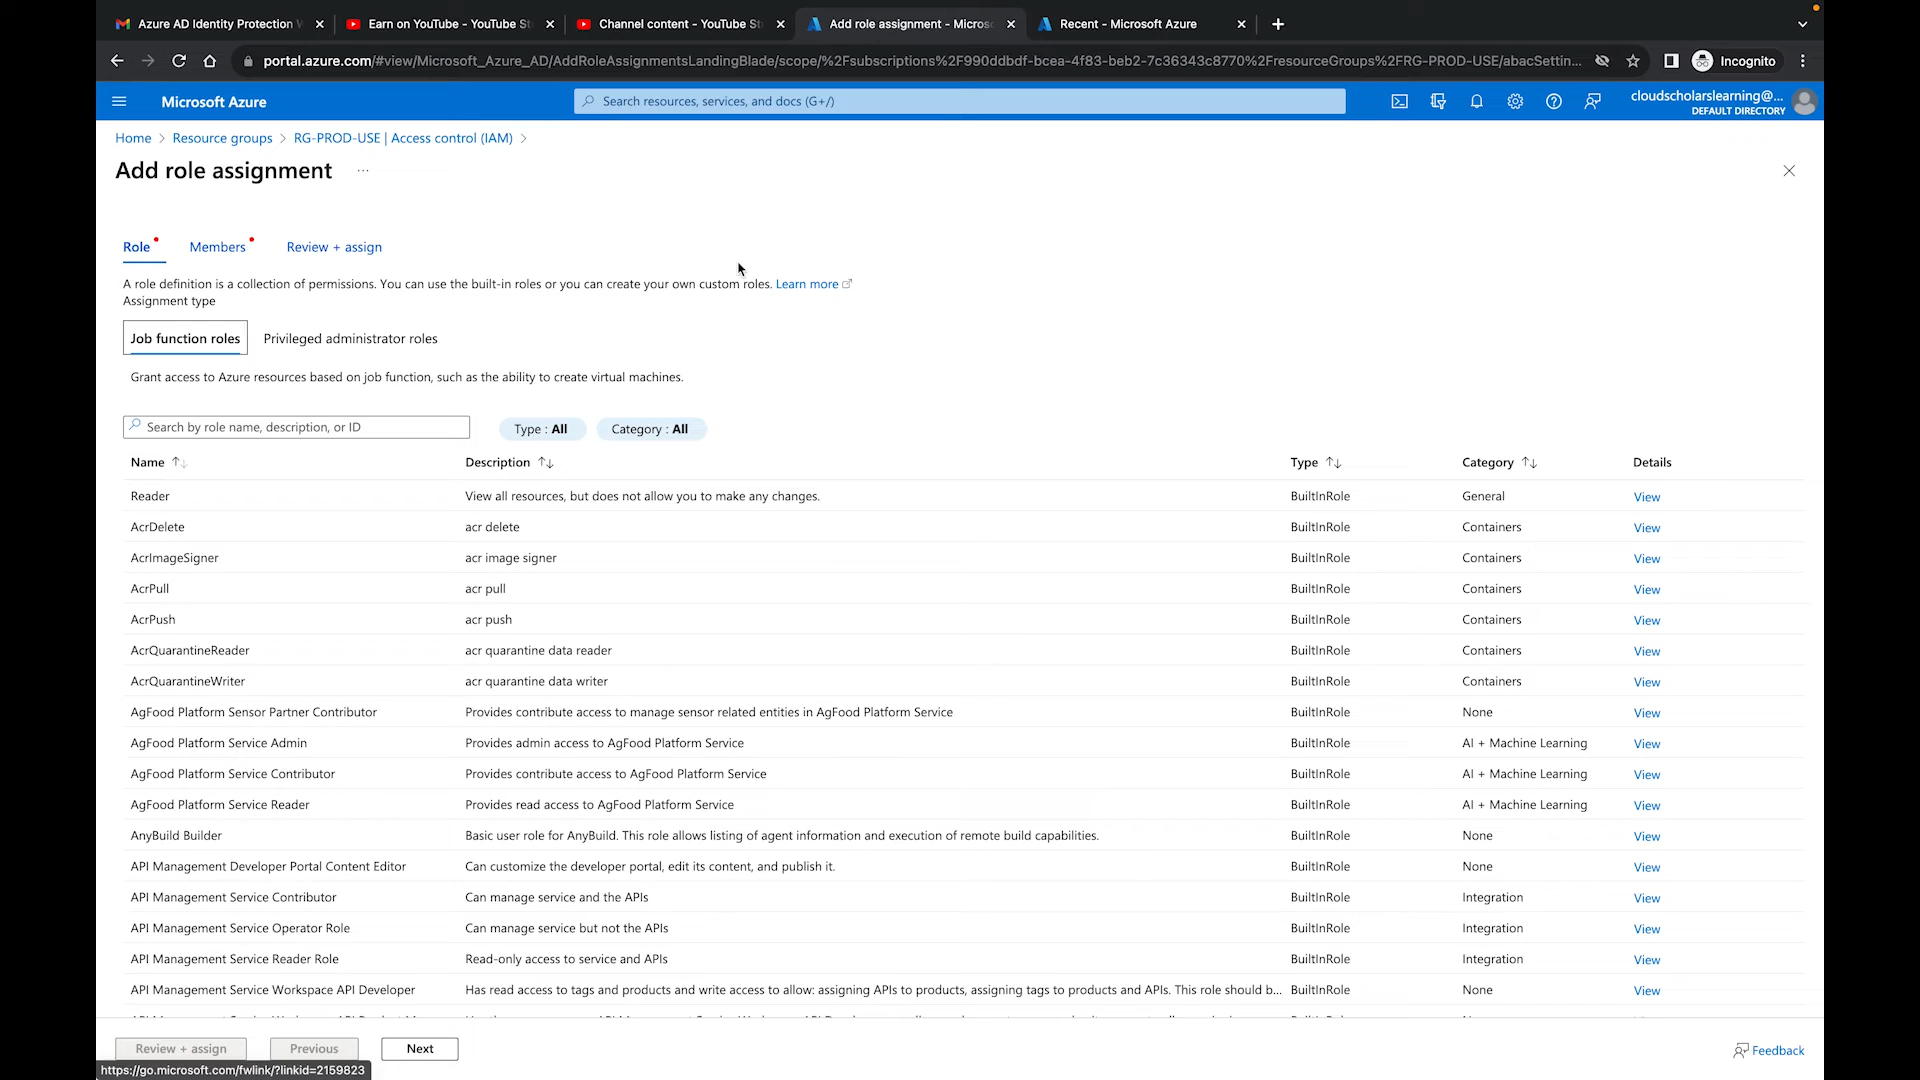 Azure AD Identity Protection W
Earn on YouTube - YouTube St
Channel content - YouTube St
Add role assignment - Micros
Recent - Microsoft Azure
portal.azure.com/#view/Microsoft_Azure_AD/AddRoleAssignmentsLandingBlade/scope/%2Fsubscriptions%2F990ddbdf-bcea-4f83-beb2-7c36343c8770%2FresourceGroups%2FRG-PROD-USE/abacSettin...
Incognito
Microsoft Azure
Search resources, services, and docs (G+/)
cloudscholarslearning@...
DEFAULT DIRECTORY
Home > Resource groups > RG-PROD-USE | Access control (IAM) >
Add role assignment ...
Role Members Review + assign
A role definition is a collection of permissions. You can use the built-in roles or you can create your own custom roles. Learn more
Assignment type
Job function roles Privileged administrator roles
Grant access to Azure resources based on job function, such as the ability to create virtual machines.
Search by role name, description, or ID
Type : All
Category : All
Name Description Type Category Details
Reader View all resources, but does not allow you to make any changes. BuiltInRole General View
AcrDelete acr delete BuiltInRole Containers View
AcrImageSigner acr image signer BuiltInRole Containers View
AcrPull acr pull BuiltInRole Containers View
AcrPush acr push BuiltInRole Containers View
AcrQuarantineReader acr quarantine data reader BuiltInRole Containers View
AcrQuarantineWriter acr quarantine data writer BuiltInRole Containers View
AgFood Platform Sensor Partner Contributor Provides contribute access to manage sensor related entities in AgFood Platform Service BuiltInRole None View
AgFood Platform Service Admin Provides admin access to AgFood Platform Service BuiltInRole AI + Machine Learning View
AgFood Platform Service Contributor Provides contribute access to AgFood Platform Service BuiltInRole AI + Machine Learning View
AgFood Platform Service Reader Provides read access to AgFood Platform Service BuiltInRole AI + Machine Learning View
AnyBuild Builder Basic user role for AnyBuild. This role allows listing of agent information and execution of remote build capabilities. BuiltInRole None View
API Management Developer Portal Content Editor Can customize the developer portal, edit its content, and publish it. BuiltInRole None View
API Management Service Contributor Can manage service and the APIs BuiltInRole Integration View
API Management Service Operator Role Can manage service but not the APIs BuiltInRole Integration View
API Management Service Reader Role Read-only access to service and APIs BuiltInRole Integration View
API Management Service Workspace API Developer Has read access to tags and products and write access to allow: assigning APIs to products, assigning tags to products and APIs. This role should b... BuiltInRole None View
Review + assign Previous Next
Feedback
https://go.microsoft.com/fwlink/?linkid=2159823